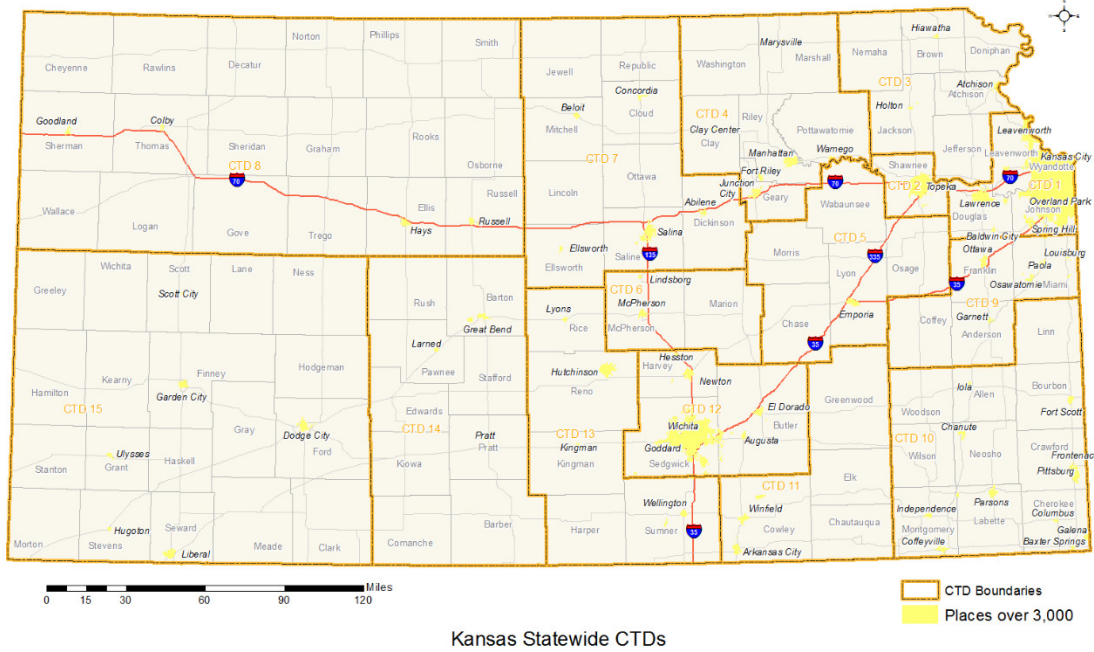 Norton
Phillips
Smith
Cheyenne
Rawlins
Decatur
Jewell
Republic
Washington
Marysville
Marshall
Nemaha
Hiawatha
Brown
Doniphan
CTD 3
Atchison
Atchison
Concordia
Cloud
Beloit
Mitchell
Goodland
Sherman
Colby
Thomas
Sheridan
Graham
Rooks
Osborne
CTD 8
70
CTD 7
CTD 4
Clay Center
Clay
Riley
Pottawatomie
Manhattan
Wamego
Holton
Jackson
Jefferson
Leavenworth
Leavenworth
Kansas City
Wyandotte
Ottawa
Lincoln
Fort Riley
Junction
City
Geary
70
Shawnee
CTD 2
Topeka
70
CTD 1
Lawrence
Overland Park
Johnson
Douglas
Spring Hill
Baldwin City
Wallace
Logan
Gove
Trego
Ellis
Hays
Russell
Russell
Abilene
Dickinson
Salina
Saline
135
Ellsworth
Ellsworth
Wabaunsee
CTD 5
Morris
335
Lyon
Osage
Ottawa
Franklin
35
Louisburg
Paola
Osawatomie
Miami
Wichita
Scott
Lane
Ness
Greeley
Scott City
Rush
Barton
Great Bend
Larned
Pawnee
Stafford
Lyons
Rice
CTD 6
Lindsborg
McPherson
McPherson
Marion
Chase
Emporia
35
CTD 9
Coffey
Garnett
Anderson
Linn
Hamilton
Kearny
Finney
Garden City
Hodgeman
CTD 15
Gray
Dodge City
Ford
Edwards
CTD 14
Hutchinson
Reno
Hesston
Harvey
Newton
CTD 12
El Dorado
Butler
Wichita
Goddard
Sedgwick
Augusta
Greenwood
Iola
Allen
Woodson
Bourbon
Fort Scott
Chanute
CTD 10
Wilson
Neosho
Crawford
Frontenac
Pittsburg
Stanton
Ulysses
Grant
Haskell
Kiowa
Pratt
Pratt
CTD 13
Kingman
Kingman
CTD 11
Elk
Wellington
Sumner
35
Winfield
Cowley
Chautauqua
Arkansas City
Independence
Montgomery
Coffeyville
Parsons
Labette
Cherokee
Columbus
Galena
Baxter Springs
Hugoton
Morton
Stevens
Seward
Liberal
Meade
Clark
Comanche
Barber
Harper
Miles
0 15 30 60 90 120
CTD Boundaries
Places over 3,000
Kansas Statewide CTDs